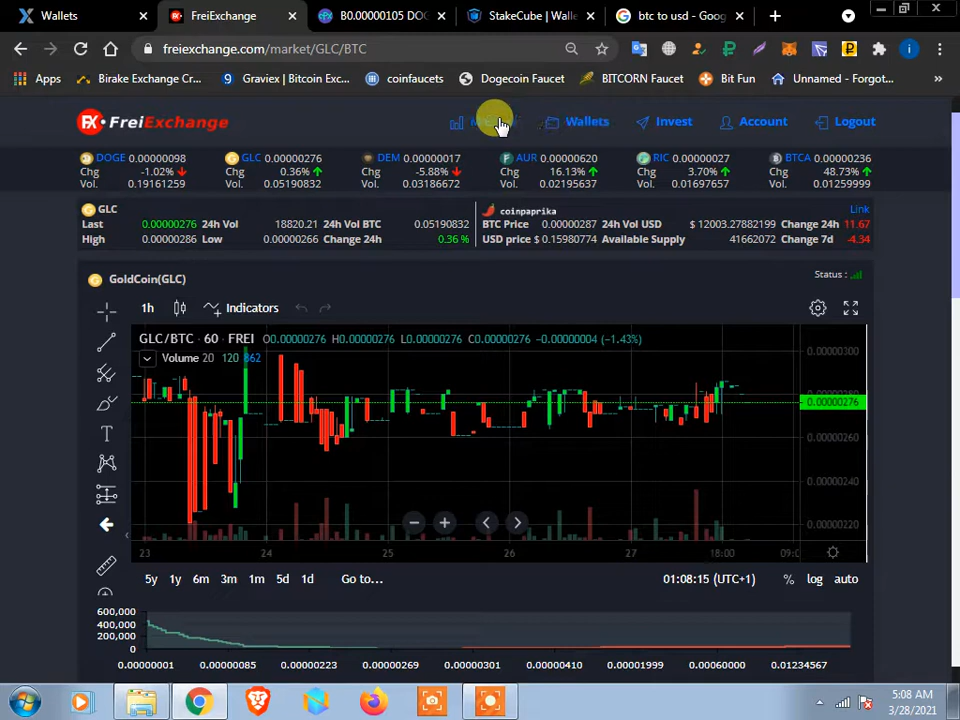 Wallets
FreiExchange
B0.00000105 DO
StakeCube | Walle
btc to usd - Goog
freiexchange.com/market/GLC/BTC
Apps
Birake Exchange Cr...
Graviex | Bitcoin Exc...
coinfaucets
Dogecoin Faucet
BITCORN Faucet
Bit Fun
Unnamed - Forgot...
»
FX FreiExchange
Wallets
Invest
Account
Logout
DOGE 0.00000098
Chg -1.02%
Vol. 0.19161259
GLC 0.00000276
Chg 0.36%
Vol. 0.05190832
DEM 0.00000017
Chg -5.88%
Vol. 0.03186672
AUR 0.00000620
Chg 16.13%
Vol. 0.02195637
RIC 0.00000027
Chg 3.70%
Vol. 0.01697657
BTCA 0.00000236
Chg 48.73%
Vol. 0.01259999
GLC
Last 0.00000276 24h Vol 18820.21 24h Vol BTC 0.05190832
High 0.00000286 Low 0.00000266 Change 24h 0.36 %
coinpaprika Link
BTC Price 0.00000287 24h Vol USD $ 12003.27882199 Change 24h 11.67
USD price $ 0.15980774 Available Supply 41662072 Change 7d -4.34
GoldCoin(GLC)
Status :
1h
Indicators
GLC/BTC · 60 · FREI O0.00000276 H0.00000276 L0.00000276 C0.00000276 −0.00000004 (−1.43%)
Volume 20 120 862
0.00000300
0.00000280
0.00000276
0.00000260
0.00000240
0.00000220
23 24 25 26 27 18:00 09:0
5y 1y 6m 3m 1m 5d 1d Go to...
01:08:15 (UTC+1) % log auto
600,000
400,000
200,000
0
0.00000001 0.00000085 0.00000223 0.00000269 0.00000301 0.00000410 0.00001999 0.00060000 0.01234567
5:08 AM
3/28/2021